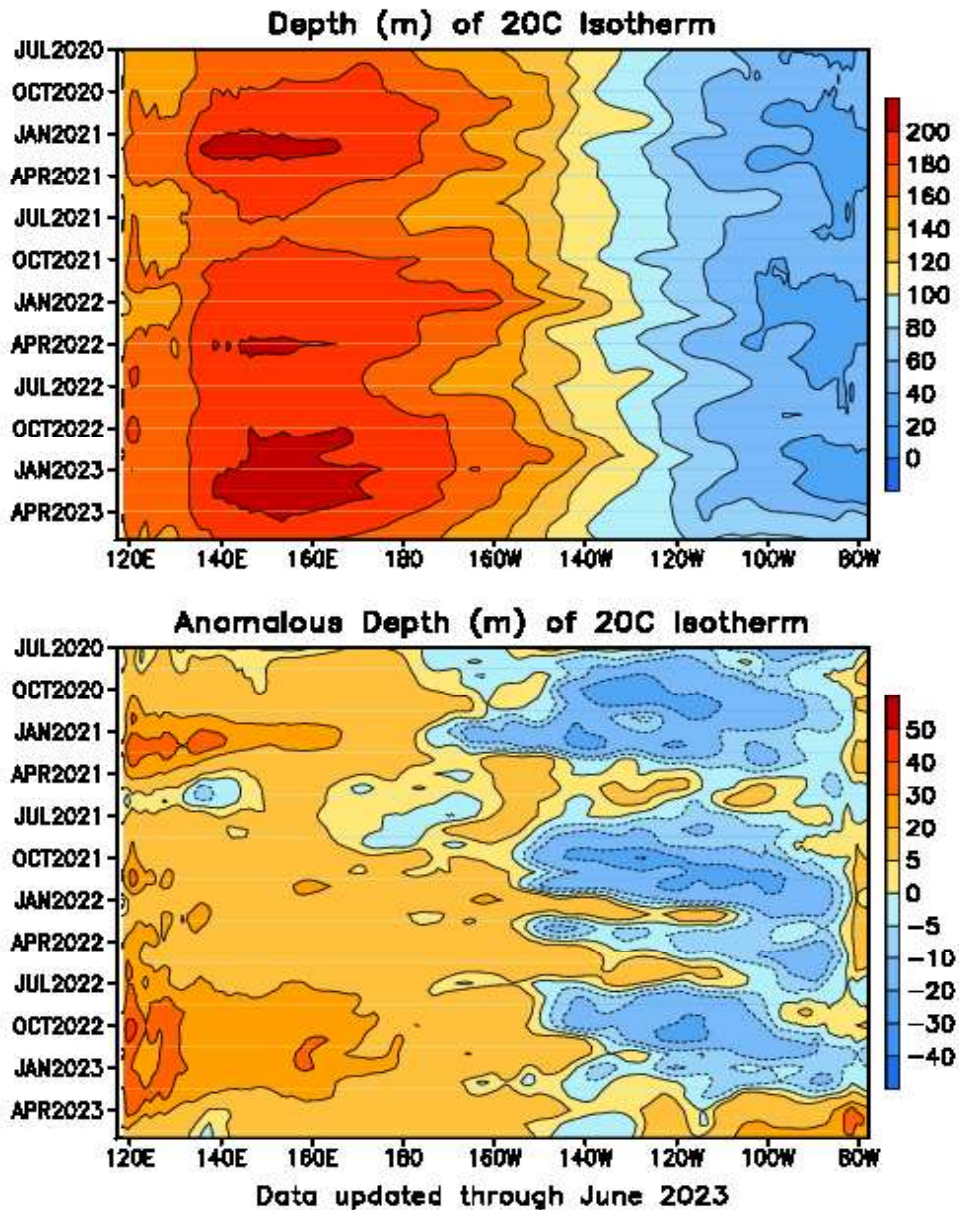 Depth (m) of 20C Isotherm
JUL2020
OCT2020
JAN2021
APR2021
JUL2021
OCT2021
JAN2022
APR2022
JUL2022
OCT2022
JAN2023
APR2023
120E 140E 160E 180 160W 140W 120W 100W 80W
200
180
160
140
120
100
80
60
40
20
0
Anomalous Depth (m) of 20C Isotherm
JUL2020
OCT2020
JAN2021
APR2021
JUL2021
OCT2021
JAN2022
APR2022
JUL2022
OCT2022
JAN2023
APR2023
120E 140E 160E 180 160W 140W 120W 100W 80W
50
40
30
20
5
0
−5
−10
−20
−30
−40
Data updated through June 2023